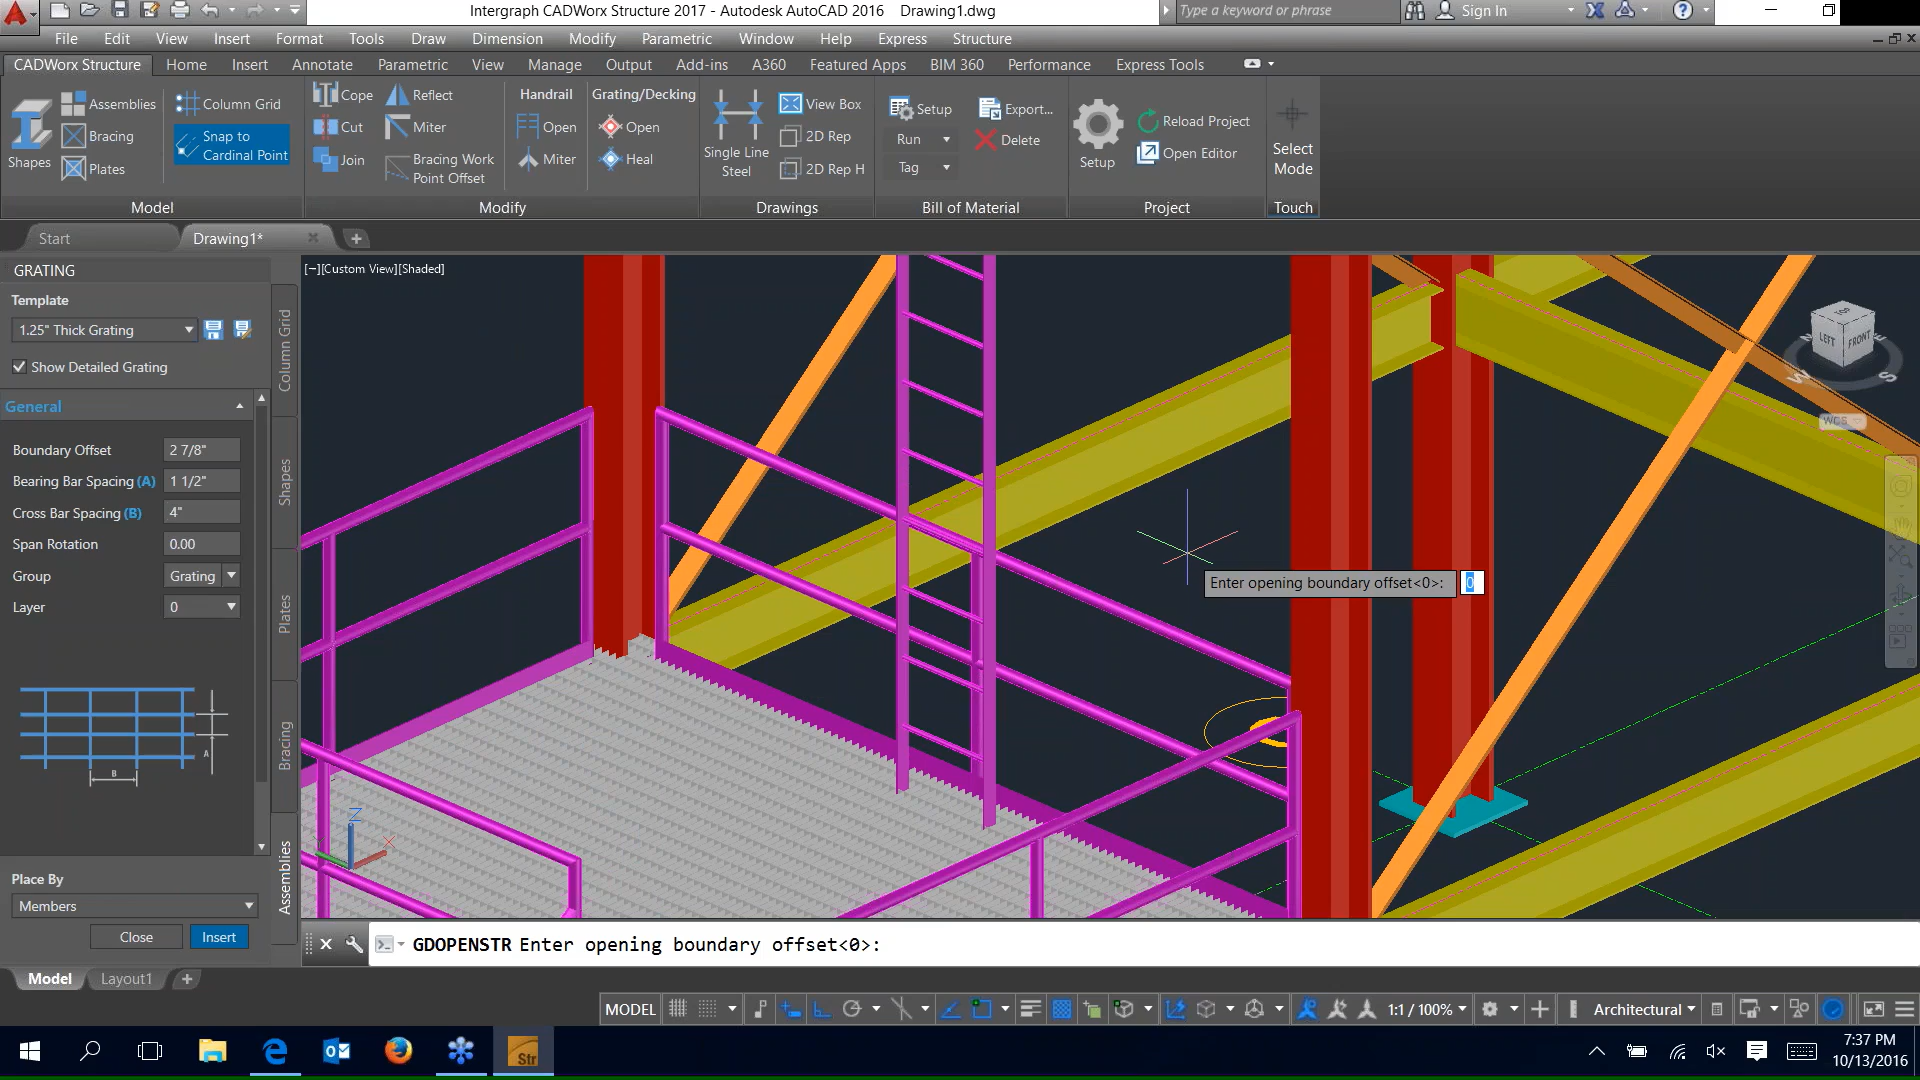 Intergraph CADWorx Structure 2017 - Autodesk AutoCAD 2016 Drawing1.dwg
Type a keyword or phrase
Sign In
File Edit View Insert Format Tools Draw Dimension Modify Parametric Window Help Express Structure
CADWorx Structure Home Insert Annotate Parametric View Manage Output Add-ins A360 Featured Apps BIM 360 Performance Express Tools
Shapes
Assemblies
Bracing
Plates
Column Grid
Snap to
Cardinal Point
Model
Cope
Cut
Join
Reflect
Miter
Bracing Work
Point Offset
Handrail
Open
Miter
Grating/Decking
Open
Heal
Modify
Single Line
Steel
View Box
2D Rep
2D Rep H
Drawings
Setup
Run
Tag
Export...
Delete
Bill of Material
Setup
Reload Project
Open Editor
Project
Select
Mode
Touch
Start
Drawing1*
GRATING
Template
1.25" Thick Grating
Show Detailed Grating
General
Boundary Offset 2 7/8"
Bearing Bar Spacing (A) 1 1/2"
Cross Bar Spacing (B) 4"
Span Rotation 0.00
Group Grating
Layer 0
A
B
Place By
Members
Close Insert
Column Grid
Shapes
Plates
Bracing
Assemblies
[−][Custom View][Shaded]
TOP
LEFT
FRONT
N
E
W
S
WCS
Enter opening boundary offset<0>: 0
Z
X
GDOPENSTR Enter opening boundary offset<0>:
Model Layout1
MODEL
1:1 / 100%
Architectural
Str
7:37 PM
10/13/2016